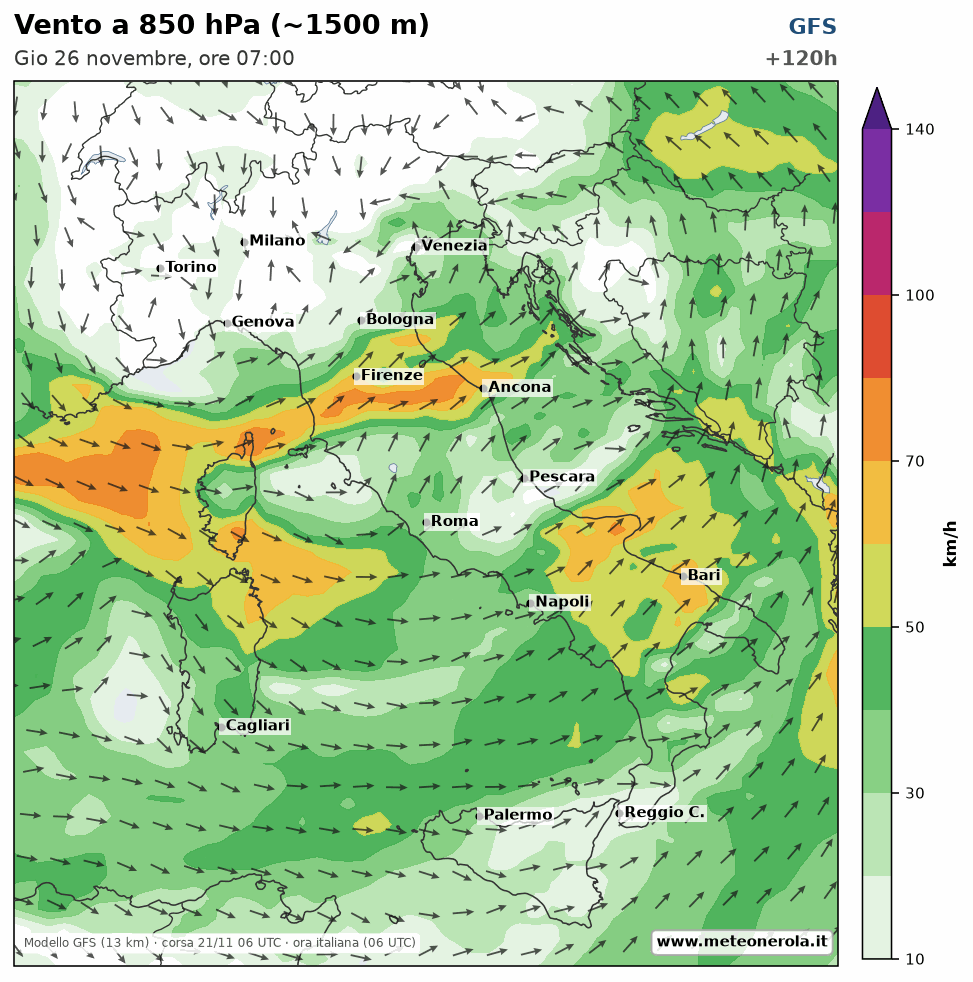 Vento a 850 hPa (~1500 m)
GFS
Gio 26 novembre, ore 07:00
+120h
140
Milano
Venezia
Torino
100
Genova
Bologna
Firenze
Ancona
70
Pescara
Roma
km/h
Bari
Napoli
50
Cagliari
30
Palermo
Reggio C.
Modello GFS (13 km) · corsa 21/11 06 UTC · ora italiana (06 UTC)
www.meteonerola.it
10